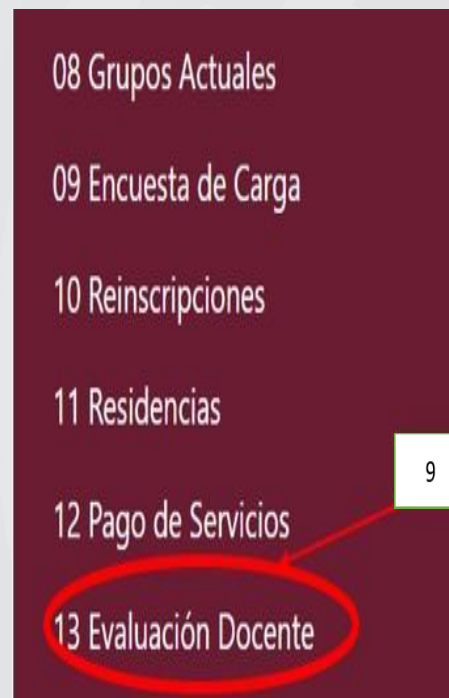 08 Grupos Actuales
09 Encuesta de Carga
10 Reinscripciones
11 Residencias
9
12 Pago de Servicios
13 Evaluación Docente